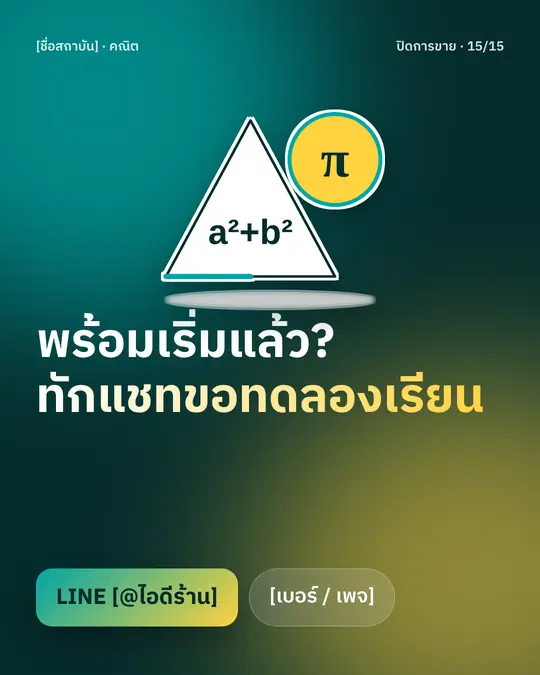 [ชื่อสถาบัน] · คณิต
ปิดการขาย · 15/15
π
a²+b²
พร้อมเริ่มแล้ว?
ทักแชทขอทดลองเรียน
LINE [@ไอดีร้าน]
[เบอร์ / เพจ]